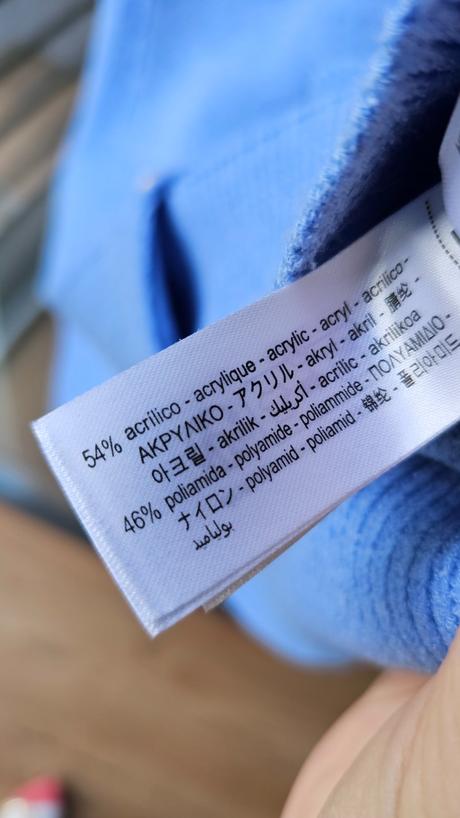 54% acrilico - acrylique - acrylic - acryl - acrilico -
ΑΚΡΥΛΙΚΟ - アクリル - akryl - akril - 腈纶 -
아크릴 - akrilik - أكريليك - acrilic - akrilikoa
46% poliamida - polyamide - poliammide - ΠΟΛΥΑΜΙΔΙΟ -
ナイロン - polyamid - poliamid - 锦纶 - 폴리아미드
بولياميد